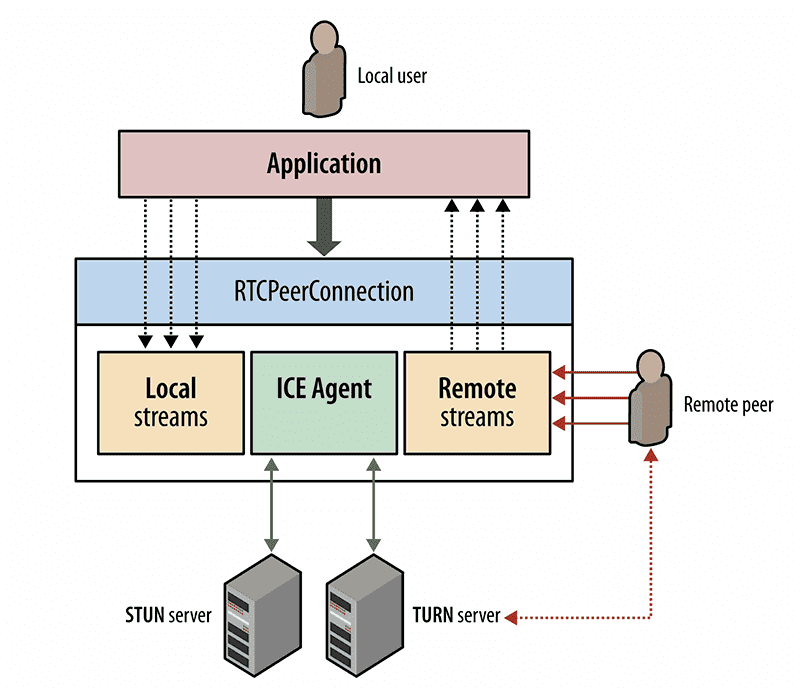 Local user
Application
RTCPeerConnection
Local
streams
ICE Agent
Remote
streams
Remote peer
STUN server
TURN server